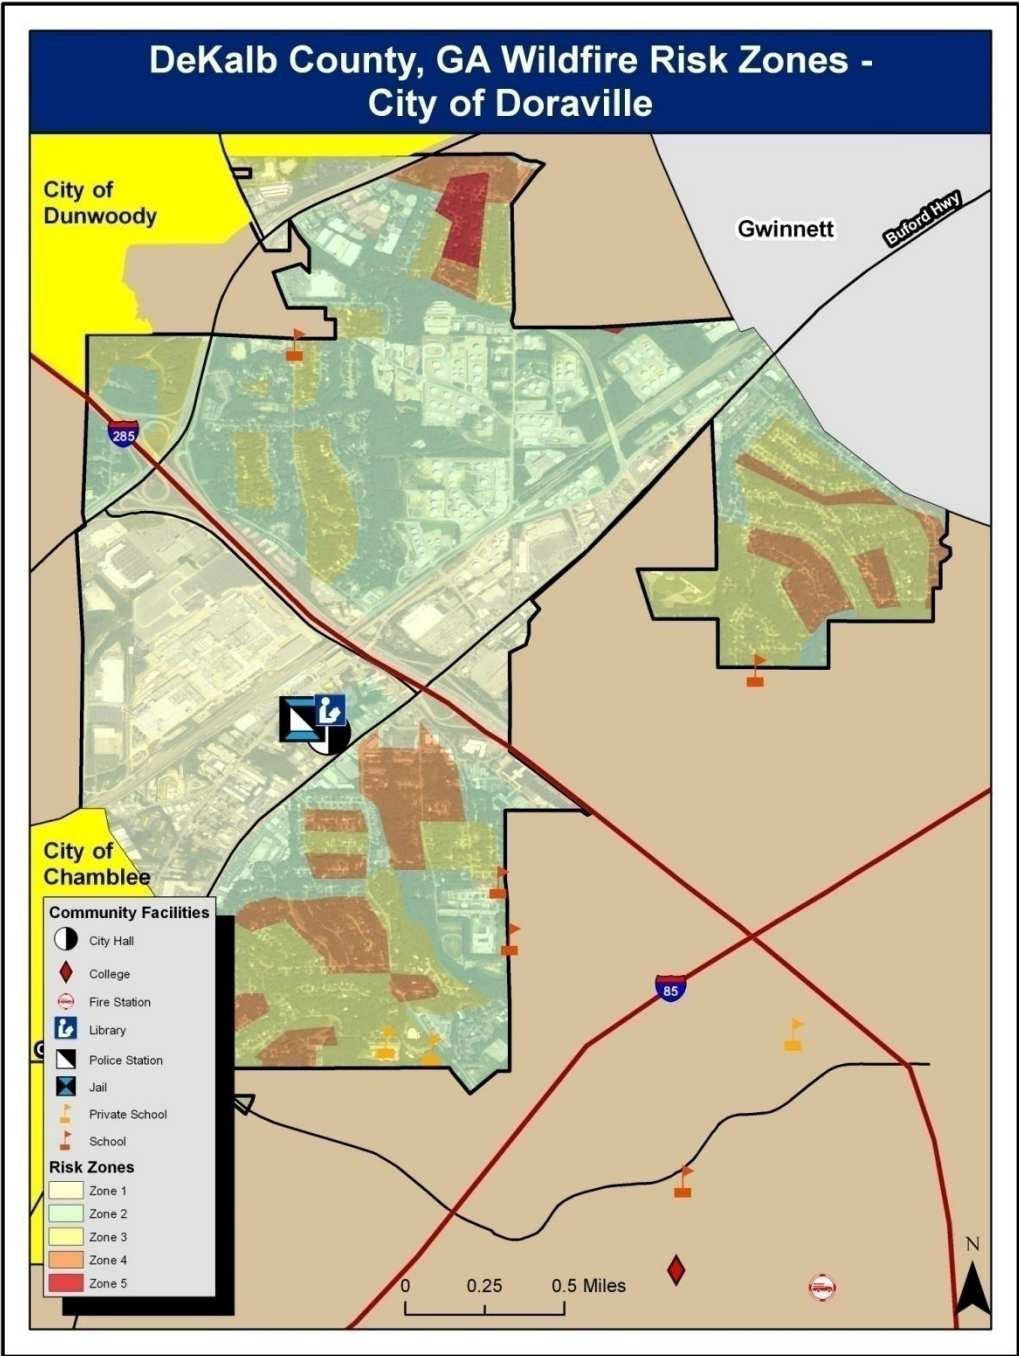 DeKalb County, GA Wildfire Risk Zones -
City of Doraville
City of
Dunwoody
Gwinnett
Buford Hwy
285
City of
Chamblee
85
Community Facilities
City Hall
College
Fire Station
Library
Police Station
Jail
Private School
School
Risk Zones
Zone 1
Zone 2
Zone 3
Zone 4
Zone 5
0 0.25 0.5 Miles
N